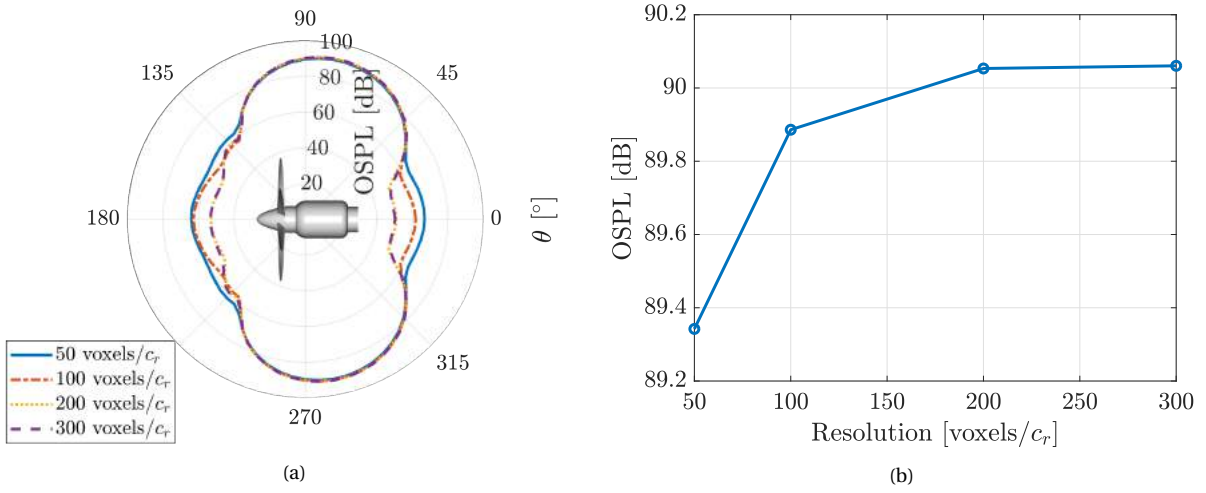 90
135
45
180
0
315
270
100
80
60
40
20
OSPL [dB]
θ [°]
50 voxels/c_r
100 voxels/c_r
200 voxels/c_r
300 voxels/c_r
(a)
90.2
90
89.8
89.6
89.4
89.2
OSPL [dB]
50 100 150 200 250 300
Resolution [voxels/c_r]
(b)